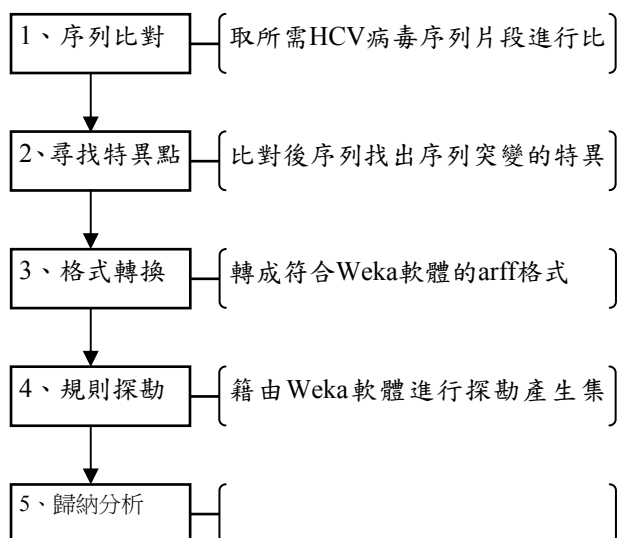 1、序列比對
取所需HCV病毒序列片段進行比
2、尋找特異點
比對後序列找出序列突變的特異
3、格式轉換
轉成符合Weka軟體的arff格式
4、規則探勘
籍由Weka軟體進行探勘產生集
5、歸納分析